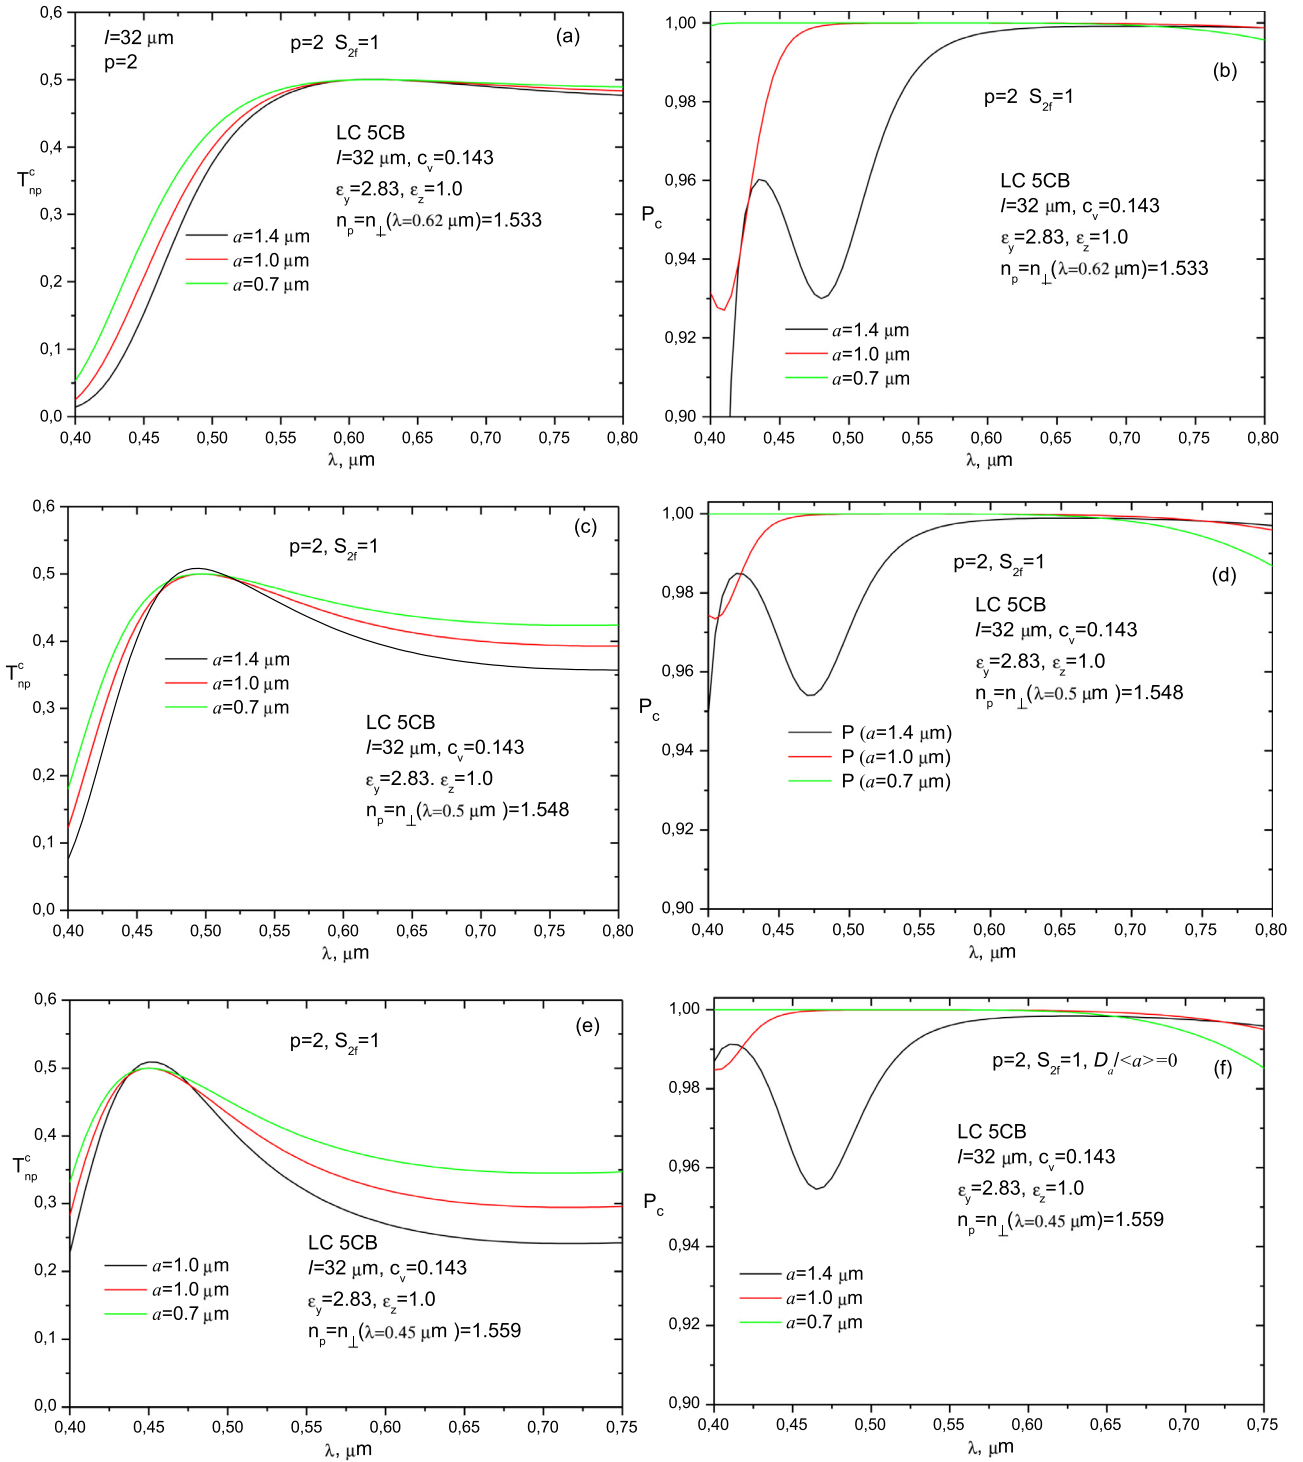 (a)
l=32 μm
p=2
p=2 S2f=1
LC 5CB
l=32 μm, cv=0.143
εy=2.83, εz=1.0
np=n⊥(λ=0.62 μm)=1.533
a=1.4 μm
a=1.0 μm
a=0.7 μm
0,6
0,5
0,4
0,3
0,2
0,1
0,0
Tcnp
0,40 0,45 0,50 0,55 0,60 0,65 0,70 0,75 0,80
λ, μm
(b)
p=2 S2f=1
LC 5CB
l=32 μm, cv=0.143
εy=2.83, εz=1.0
np=n⊥(λ=0.62 μm)=1.533
a=1.4 μm
a=1.0 μm
a=0.7 μm
1,00
0,98
0,96
0,94
0,92
0,90
Pc
0,40 0,45 0,50 0,55 0,60 0,65 0,70 0,75 0,80
λ, μm
(c)
p=2, S2f=1
a=1.4 μm
a=1.0 μm
a=0.7 μm
LC 5CB
l=32 μm, cv=0.143
εy=2.83. εz=1.0
np=n⊥(λ=0.5 μm )=1.548
0,6
0,5
0,4
0,3
0,2
0,1
0,0
Tcnp
0,40 0,45 0,50 0,55 0,60 0,65 0,70 0,75 0,80
λ, μm
(d)
p=2, S2f=1
LC 5CB
l=32 μm, cv=0.143
εy=2.83, εz=1.0
np=n⊥(λ=0.5 μm )=1.548
P (a=1.4 μm)
P (a=1.0 μm)
P (a=0.7 μm)
1,00
0,98
0,96
0,94
0,92
0,90
Pc
0,40 0,45 0,50 0,55 0,60 0,65 0,70 0,75 0,80
λ, μm
(e)
p=2, S2f=1
LC 5CB
l=32 μm, cv=0.143
εy=2.83, εz=1.0
np=n⊥(λ=0.45 μm )=1.559
a=1.0 μm
a=1.0 μm
a=0.7 μm
0,6
0,5
0,4
0,3
0,2
0,1
0,0
Tcnp
0,40 0,45 0,50 0,55 0,60 0,65 0,70 0,75
λ, μm
(f)
p=2, S2f=1, Da/<a>=0
LC 5CB
l=32 μm, cv=0.143
εy=2.83, εz=1.0
np=n⊥(λ=0.45 μm)=1.559
a=1.4 μm
a=1.0 μm
a=0.7 μm
1,00
0,98
0,96
0,94
0,92
0,90
Pc
0,40 0,45 0,50 0,55 0,60 0,65 0,70 0,75
λ, μm